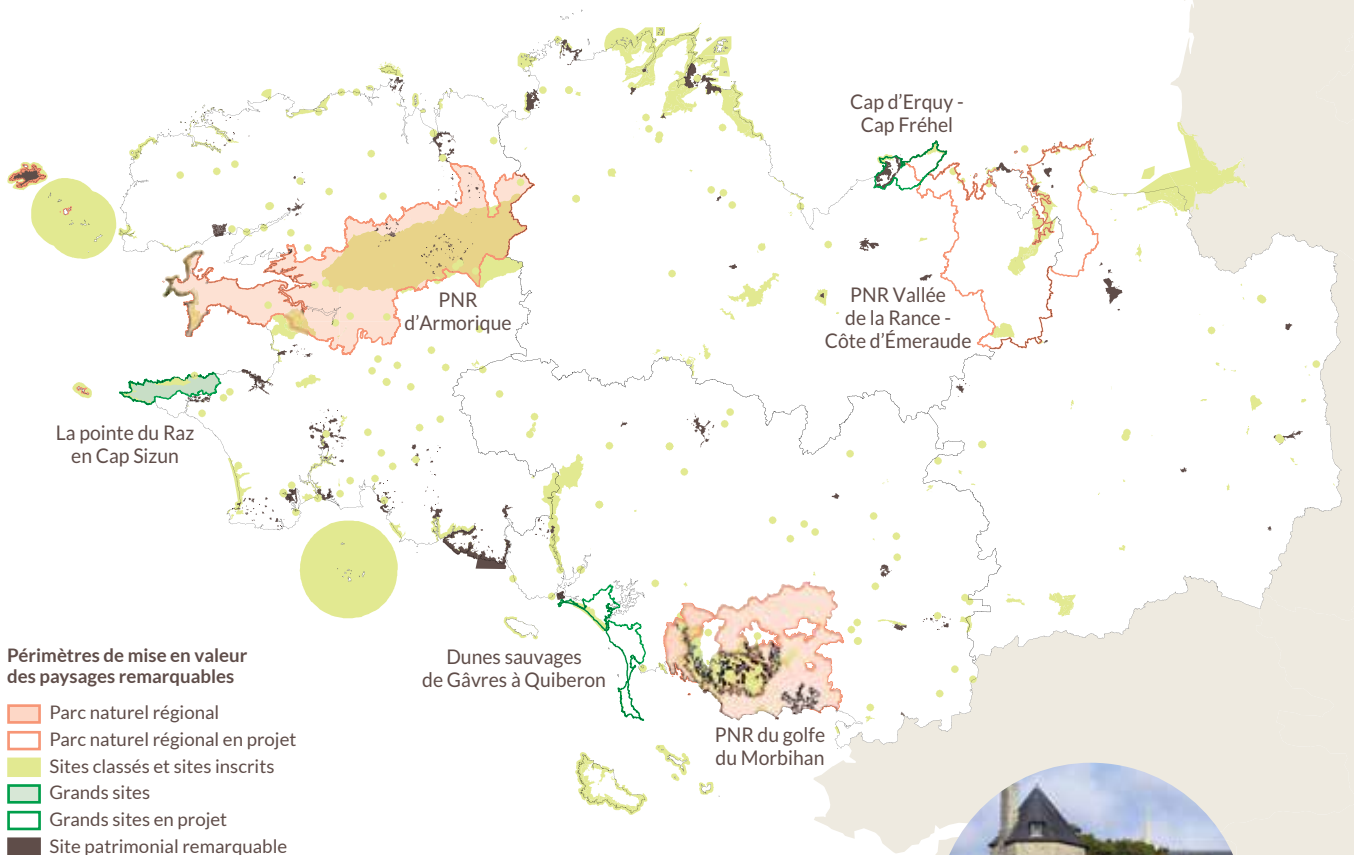 Cap d'Erquy -
Cap Fréhel
PNR
d'Armorique
PNR Vallée
de la Rance -
Côte d'Émeraude
La pointe du Raz
en Cap Sizun
Dunes sauvages
de Gâvres à Quiberon
PNR du golfe
du Morbihan
Périmètres de mise en valeur
des paysages remarquables
Parc naturel régional
Parc naturel régional en projet
Sites classés et sites inscrits
Grands sites
Grands sites en projet
Site patrimonial remarquable